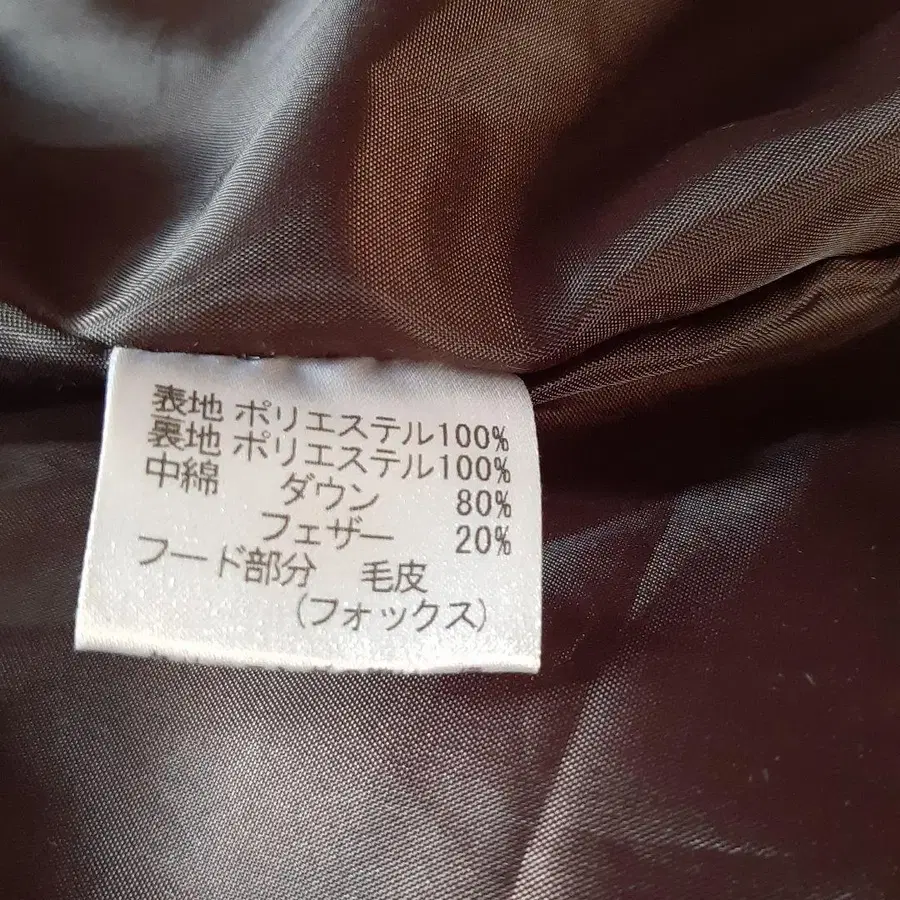 表地 ポリエステル100%
裏地 ポリエステル100%
中綿 ダウン 80%
フェザー 20%
フード部分 毛皮
(フォックス)